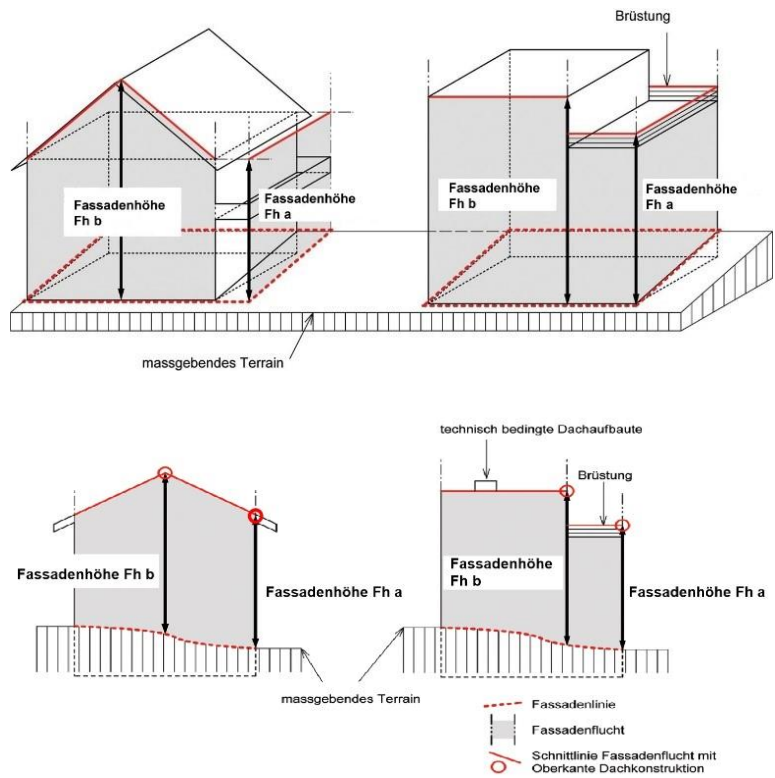 Brüstung
Fassadenhöhe
Fh b
Fassadenhöhe
Fh a
Fassadenhöhe
Fh b
Fassadenhöhe
Fh a
massgebendes Terrain
technisch bedingte Dachaufbaute
Brüstung
Fassadenhöhe Fh b
Fassadenhöhe Fh a
Fassadenhöhe
Fh b
Fassadenhöhe Fh a
massgebendes Terrain
Fassadenlinie
Fassadenflucht
Schnittlinie Fassadenflucht mit
Oberkante Dachkonstruktion